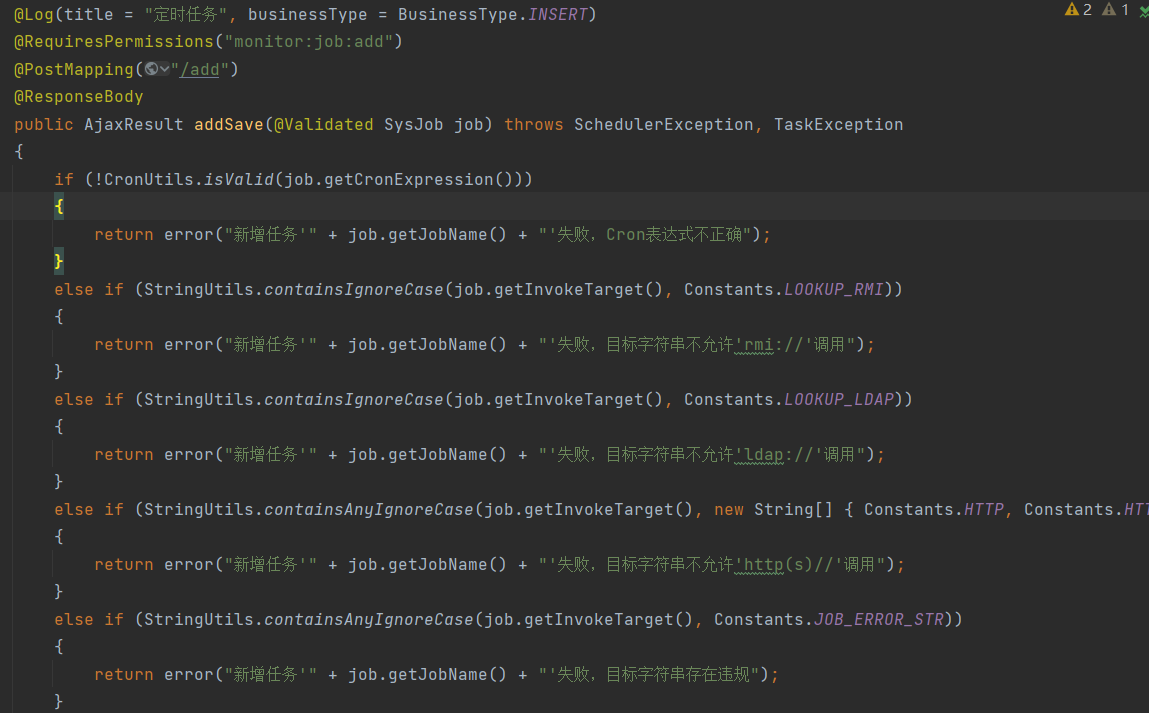 @Log(title = "定时任务", businessType = BusinessType.INSERT)
2 1
@RequiresPermissions("monitor:job:add")
@PostMapping("/add")
@ResponseBody
public AjaxResult addSave(@Validated SysJob job) throws SchedulerException, TaskException
{
if (!CronUtils.isValid(job.getCronExpression()))
{
return error("新增任务'" + job.getJobName() + "'失败，Cron表达式不正确");
}
else if (StringUtils.containsIgnoreCase(job.getInvokeTarget(), Constants.LOOKUP_RMI))
{
return error("新增任务'" + job.getJobName() + "'失败，目标字符串不允许'rmi://'调用");
}
else if (StringUtils.containsIgnoreCase(job.getInvokeTarget(), Constants.LOOKUP_LDAP))
{
return error("新增任务'" + job.getJobName() + "'失败，目标字符串不允许'ldap://'调用");
}
else if (StringUtils.containsAnyIgnoreCase(job.getInvokeTarget(), new String[] { Constants.HTTP, Constants.HTT
{
return error("新增任务'" + job.getJobName() + "'失败，目标字符串不允许'http(s)//'调用");
}
else if (StringUtils.containsAnyIgnoreCase(job.getInvokeTarget(), Constants.JOB_ERROR_STR))
{
return error("新增任务'" + job.getJobName() + "'失败，目标字符串存在违规");
}